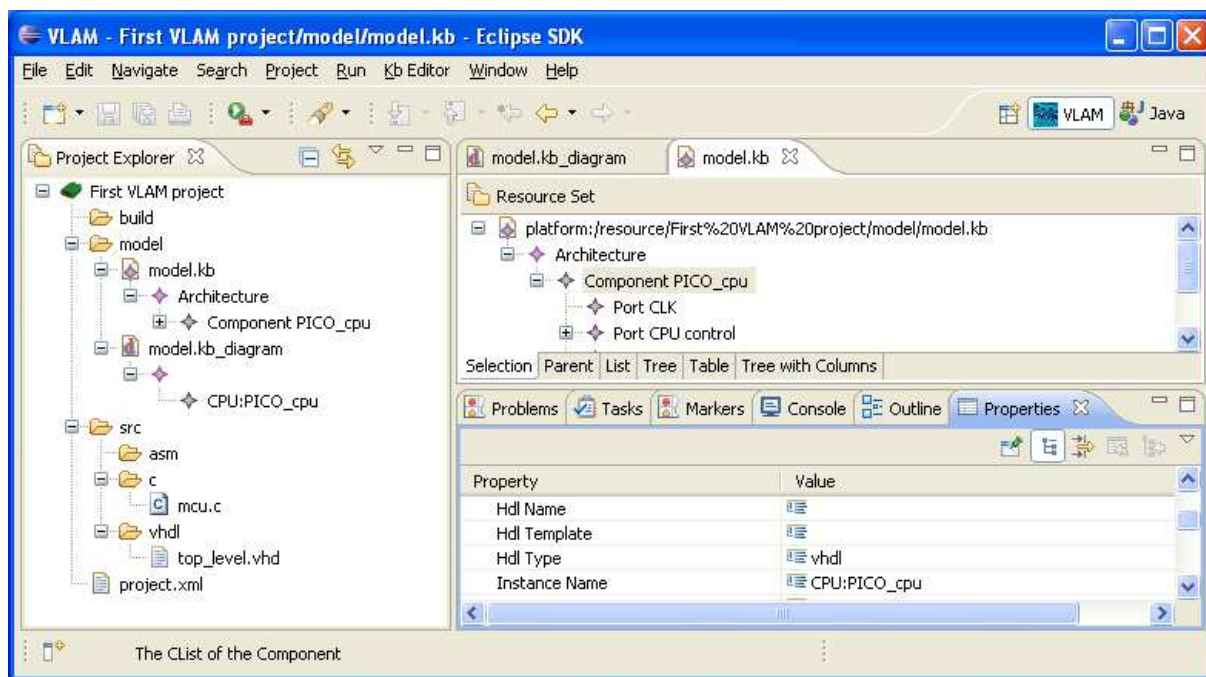 VLAM - First VLAM project/model/model.kb - Eclipse SDK
File Edit Navigate Search Project Run Kb Editor Window Help
VLAM Java
Project Explorer
First VLAM project
build
model
model.kb
Architecture
Component PICO_cpu
model.kb_diagram
CPU:PICO_cpu
src
asm
c
mcu.c
vhdl
top_level.vhd
project.xml
model.kb_diagram model.kb
Resource Set
platform:/resource/First%20VLAM%20project/model/model.kb
Architecture
Component PICO_cpu
Port CLK
Port CPU control
Selection Parent List Tree Table Tree with Columns
Problems Tasks Markers Console Outline Properties
Property Value
Hdl Name
Hdl Template
Hdl Type vhdl
Instance Name CPU:PICO_cpu
The CList of the Component